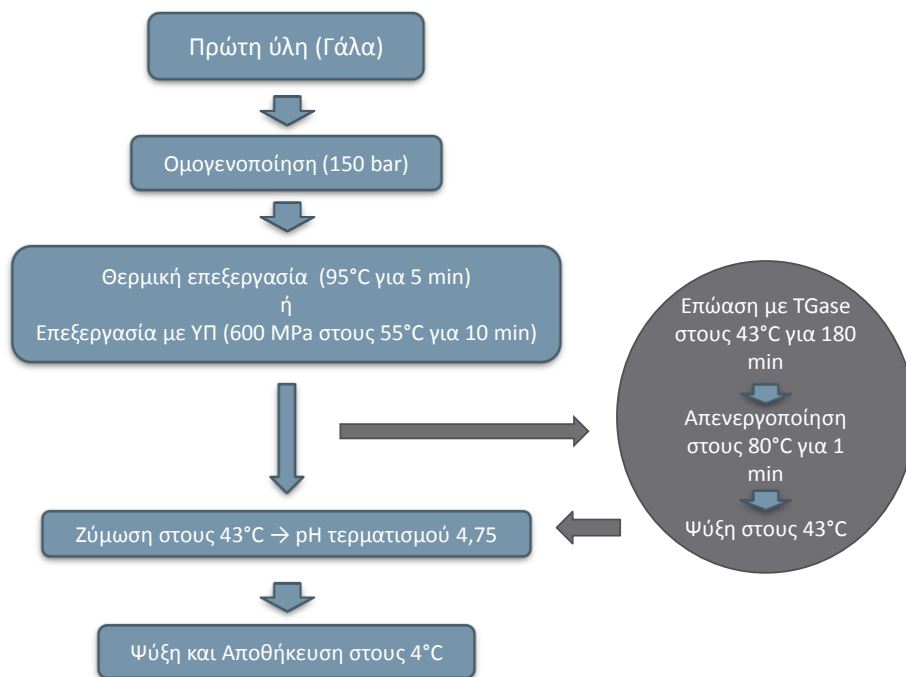 Πρώτη ύλη (Γάλα)
Ομογενοποίηση (150 bar)
Θερμική επεξεργασία (95°C για 5 min)
ή
Επεξεργασία με ΥΠ (600 MPa στους 55°C για 10 min)
Επώαση με TGase
στους 43°C για 180
min
Απενεργοποίηση
στους 80°C για 1
min
Ψύξη στους 43°C
Ζύμωση στους 43°C → pH τερματισμού 4,75
Ψύξη και Αποθήκευση στους 4°C